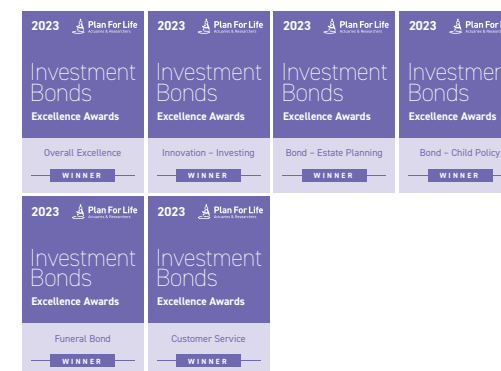 2023 Plan For Life
Actuaries & Researchers
Investment
Bonds
Excellence Awards
Overall Excellence
WINNER
2023 Plan For Life
Actuaries & Researchers
Investment
Bonds
Excellence Awards
Innovation – Investing
WINNER
2023 Plan For Life
Actuaries & Researchers
Investment
Bonds
Excellence Awards
Bond – Estate Planning
WINNER
2023 Plan For Life
Actuaries & Researchers
Investment
Bonds
Excellence Awards
Bond – Child Policy
WINNER
2023 Plan For Life
Actuaries & Researchers
Investment
Bonds
Excellence Awards
Funeral Bond
WINNER
2023 Plan For Life
Actuaries & Researchers
Investment
Bonds
Excellence Awards
Customer Service
WINNER